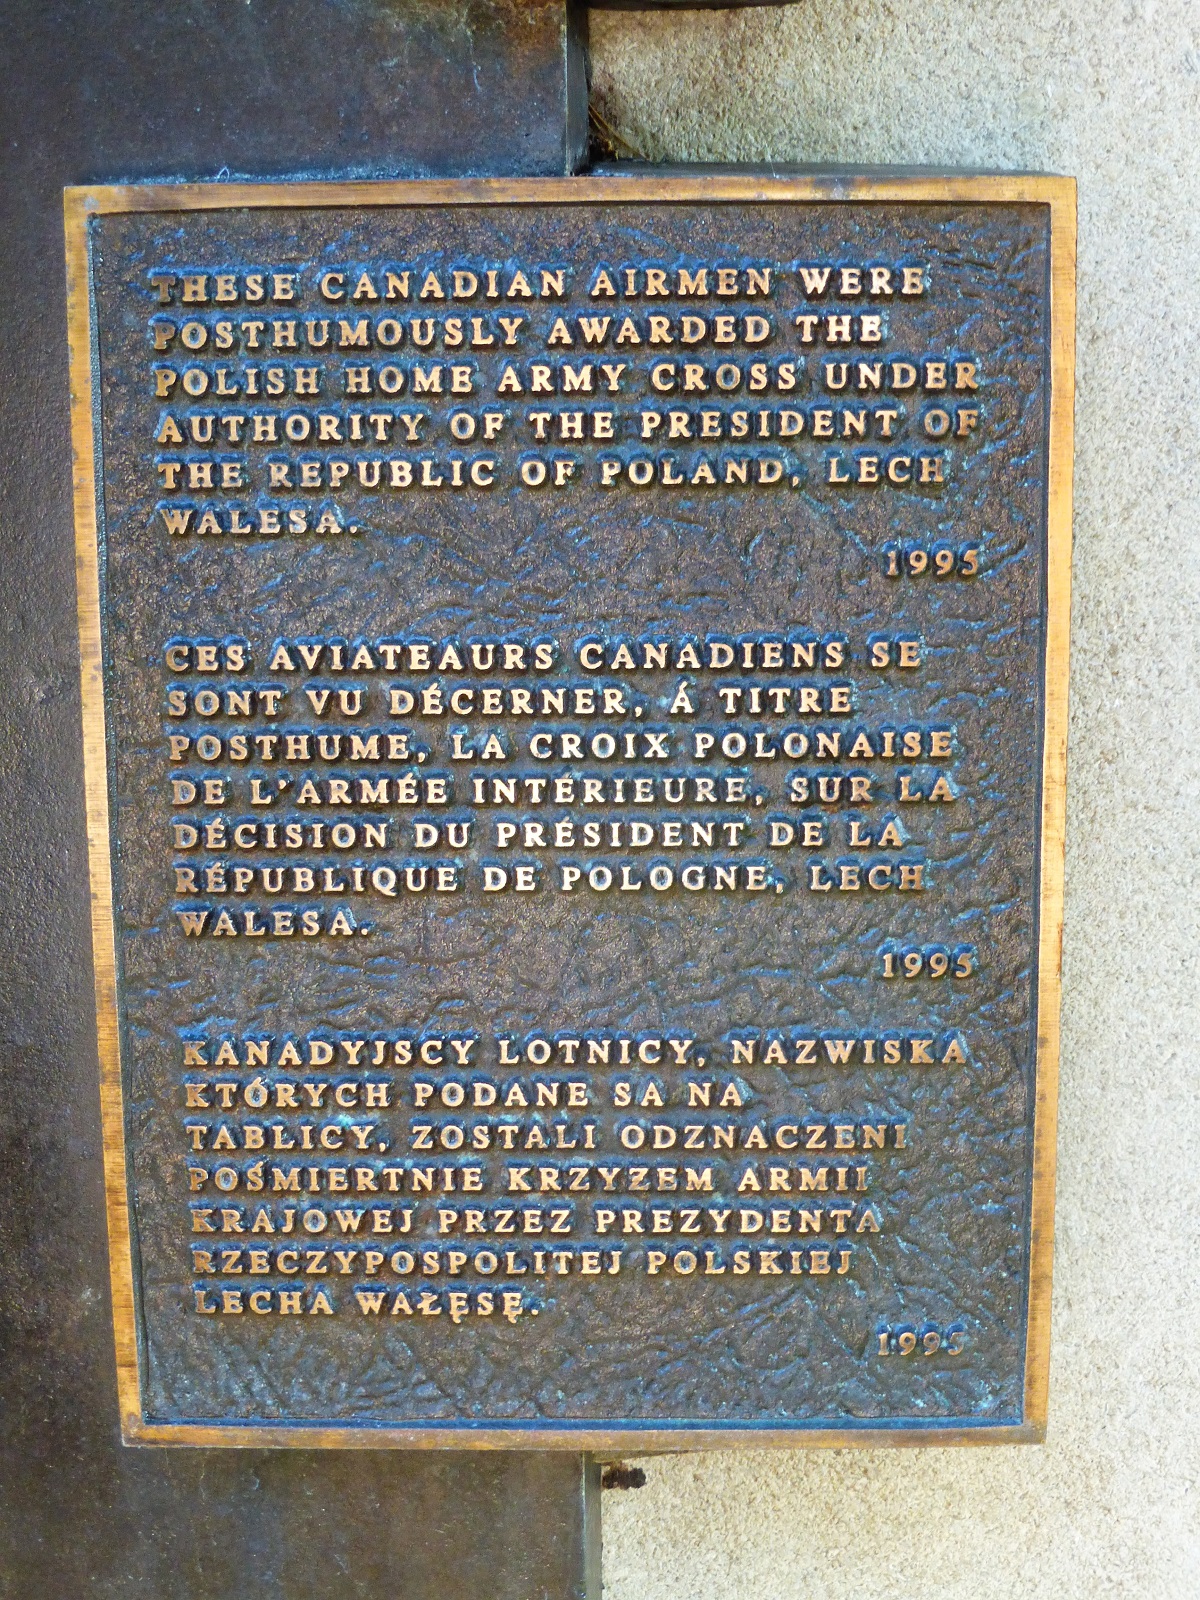 THESE CANADIAN AIRMEN WERE
POSTHUMOUSLY AWARDED THE
POLISH HOME ARMY CROSS UNDER
AUTHORITY OF THE PRESIDENT OF
THE REPUBLIC OF POLAND, LECH
WALESA.
1995
CES AVIATEAURS CANADIENS SE
SONT VU DÉCERNER, Á TITRE
POSTHUME, LA CROIX POLONAISE
DE L'ARMÉE INTÉRIEURE, SUR LA
DÉCISION DU PRÉSIDENT DE LA
RÉPUBLIQUE DE POLOGNE, LECH
WALESA.
1995
KANADYJSCY LOTNICY, NAZWISKA
KTÓRYCH PODANE SA NA
TABLICY, ZOSTALI ODZNACZENI
POŚMIERTNIE KRZYZEM ARMII
KRAJOWEJ PRZEZ PREZYDENTA
RZECZYPOSPOLITEJ POLSKIEJ
LECHA WAŁĘSĘ.
1995